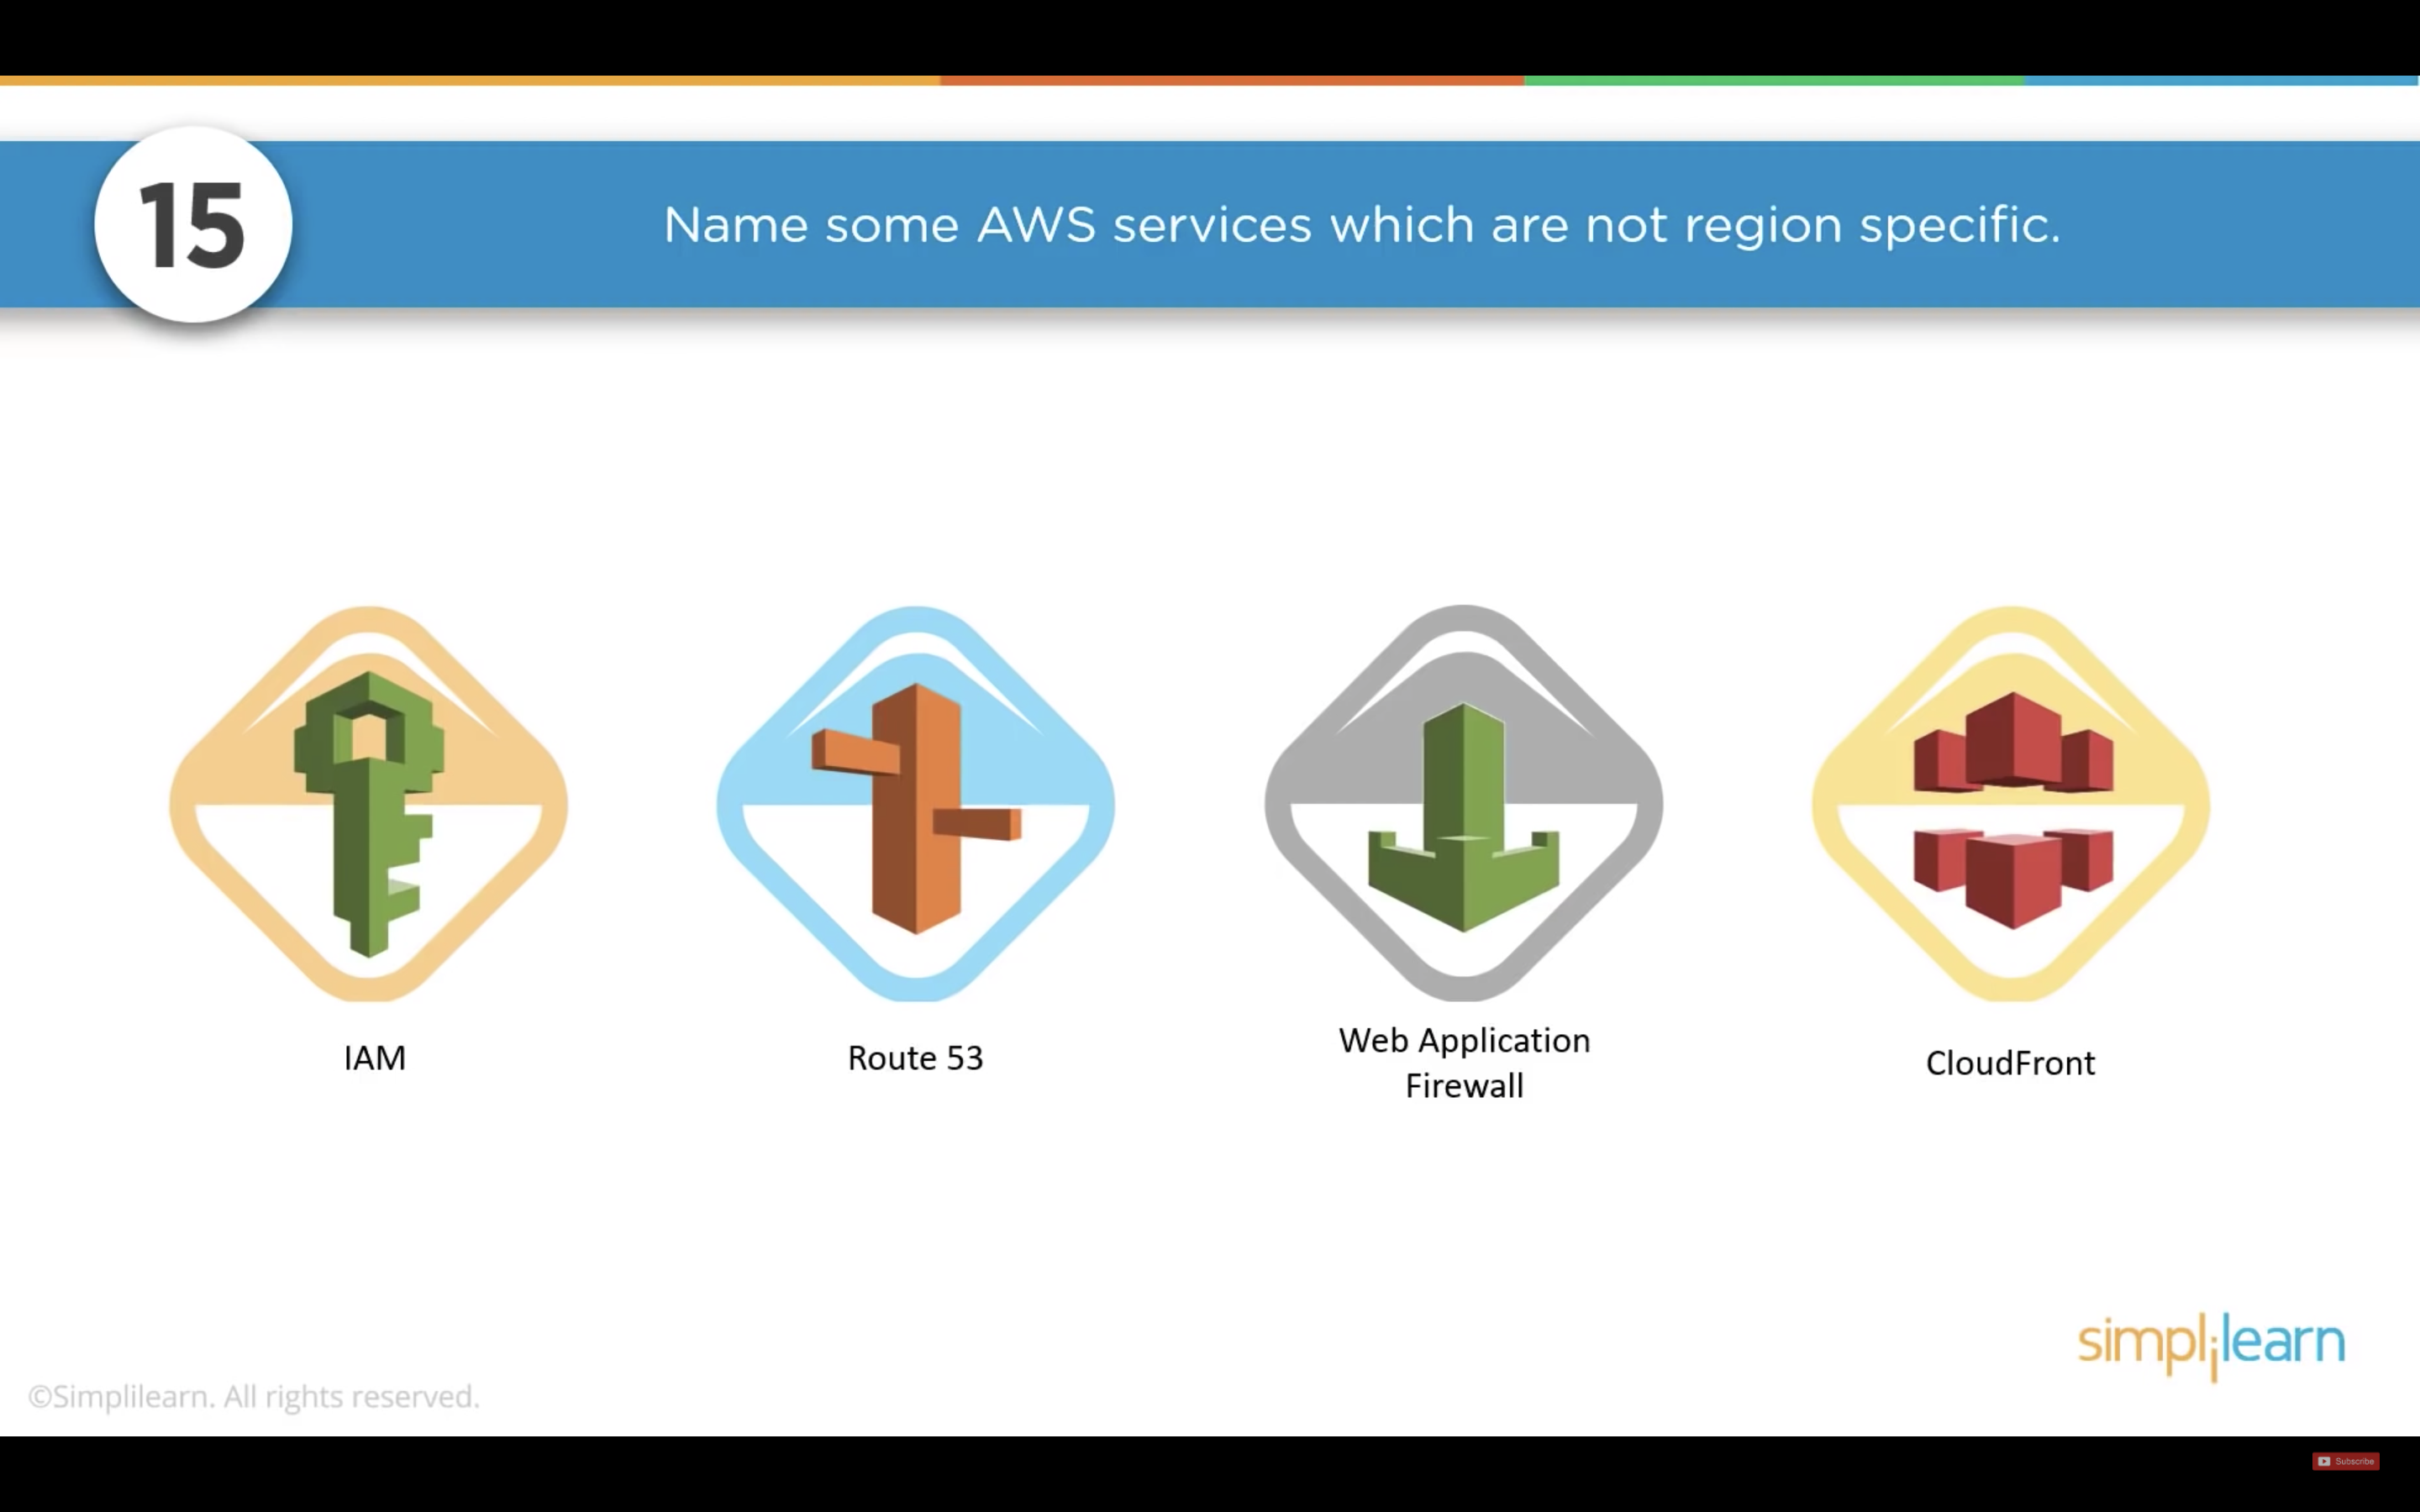 15
Name some AWS services which are not region specific.
IAM
Route 53
Web Application
Firewall
CloudFront
simplilearn
©Simplilearn. All rights reserved.
Subscribe